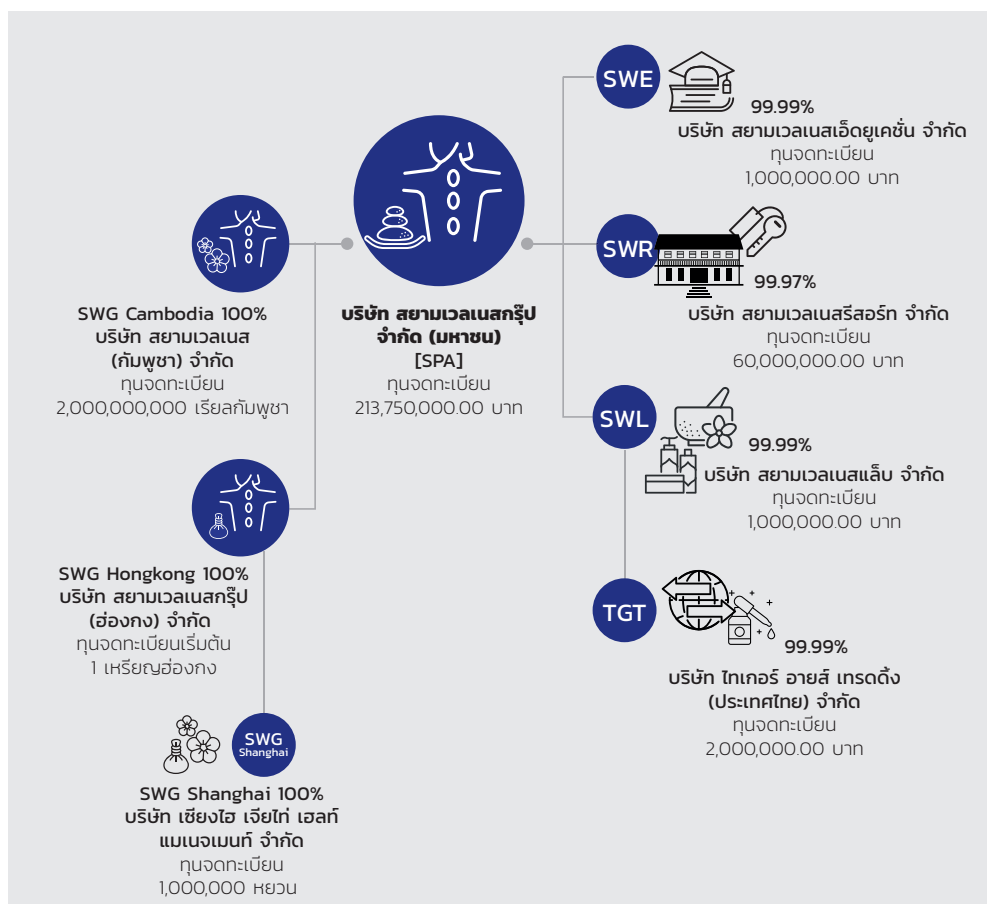 SWE
99.99%
บริษัท สยามเวลเนสเอ็ดยูเคชั่น จำกัด
ทุนจดทะเบียน
1,000,000.00 บาท
SWR
99.97%
บริษัท สยามเวลเนสรีสอร์ท จำกัด
ทุนจดทะเบียน
60,000,000.00 บาท
SWG Cambodia 100%
บริษัท สยามเวลเนส
(กัมพูชา) จำกัด
ทุนจดทะเบียน
2,000,000,000 เรียลกัมพูชา
บริษัท สยามเวลเนสกรุ๊ป
จำกัด (มหาชน)
[SPA]
ทุนจดทะเบียน
213,750,000.00 บาท
SWL
99.99%
บริษัท สยามเวลเนสแล็บ จำกัด
ทุนจดทะเบียน
1,000,000.00 บาท
SWG Hongkong 100%
บริษัท สยามเวลเนสกรุ๊ป
(ฮ่องกง) จำกัด
ทุนจดทะเบียนเริ่มต้น
1 เหรียญฮ่องกง
TGT
99.99%
บริษัท ไทเกอร์ อายส์ เทรดดิ้ง
(ประเทศไทย) จำกัด
ทุนจดทะเบียน
2,000,000.00 บาท
SWG
Shanghai
SWG Shanghai 100%
บริษัท เซี่ยงไฮ เจียไท่ เฮลท์
แมเนจเมนท์ จำกัด
ทุนจดทะเบียน
1,000,000 หยวน